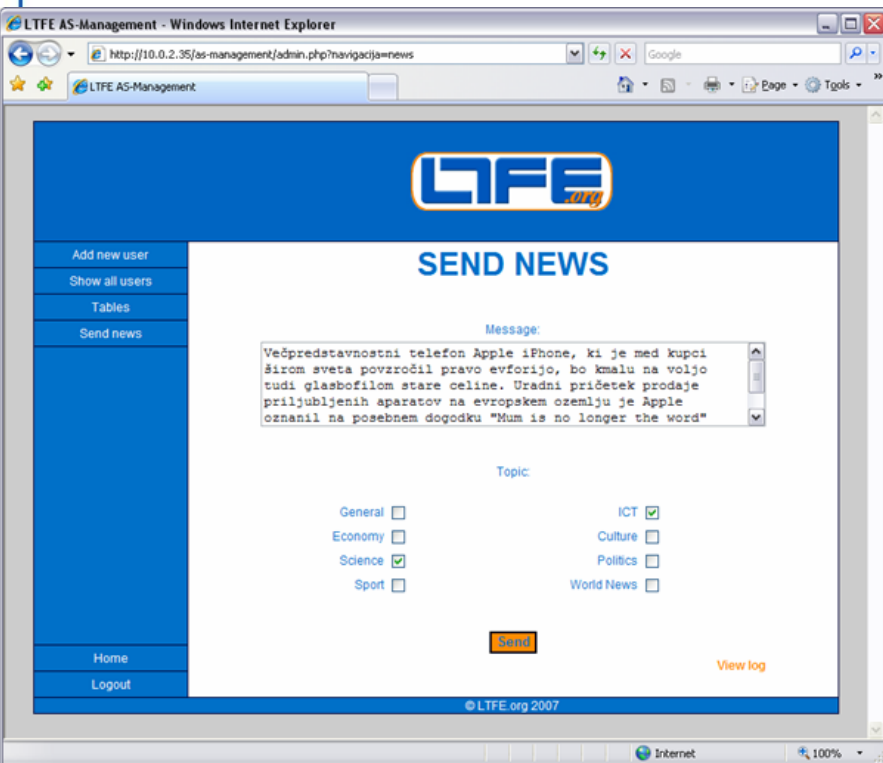 LTFE AS-Management - Windows Internet Explorer
http://10.0.2.35/as-management/admin.php?navigacija=news
Google
LTFE AS-Management
Page
Tools
LTFE
.org
Add new user
Show all users
Tables
Send news
SEND NEWS
Message:
Večpredstavnostni telefon Apple iPhone, ki je med kupci
širom sveta povzročil pravo evforijo, bo kmalu na voljo
tudi glasbofilom stare celine. Uradni pričetek prodaje
priljubljenih aparatov na evropskem ozemlju je Apple
oznanil na posebnem dogodku "Mum is no longer the word"
Topic:
General ICT
Economy Culture
Science Politics
Sport World News
Send
View log
Home
Logout
© LTFE.org 2007
Internet 100%